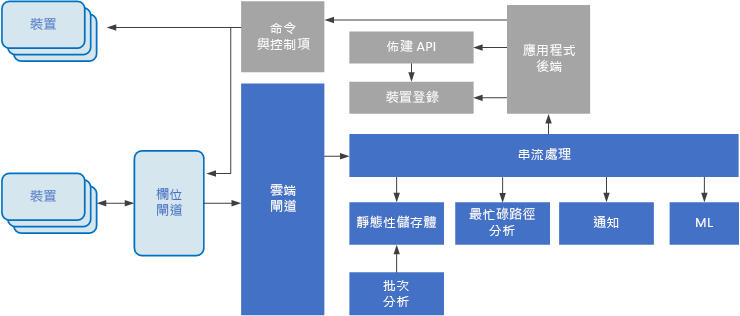 裝置
命令
與控制項
佈建 API
裝置登錄
應用程式
後端
串流處理
裝置
欄位
閘道
雲端
閘道
靜態性儲存體
最忙碌路徑
分析
通知
ML
批次
分析